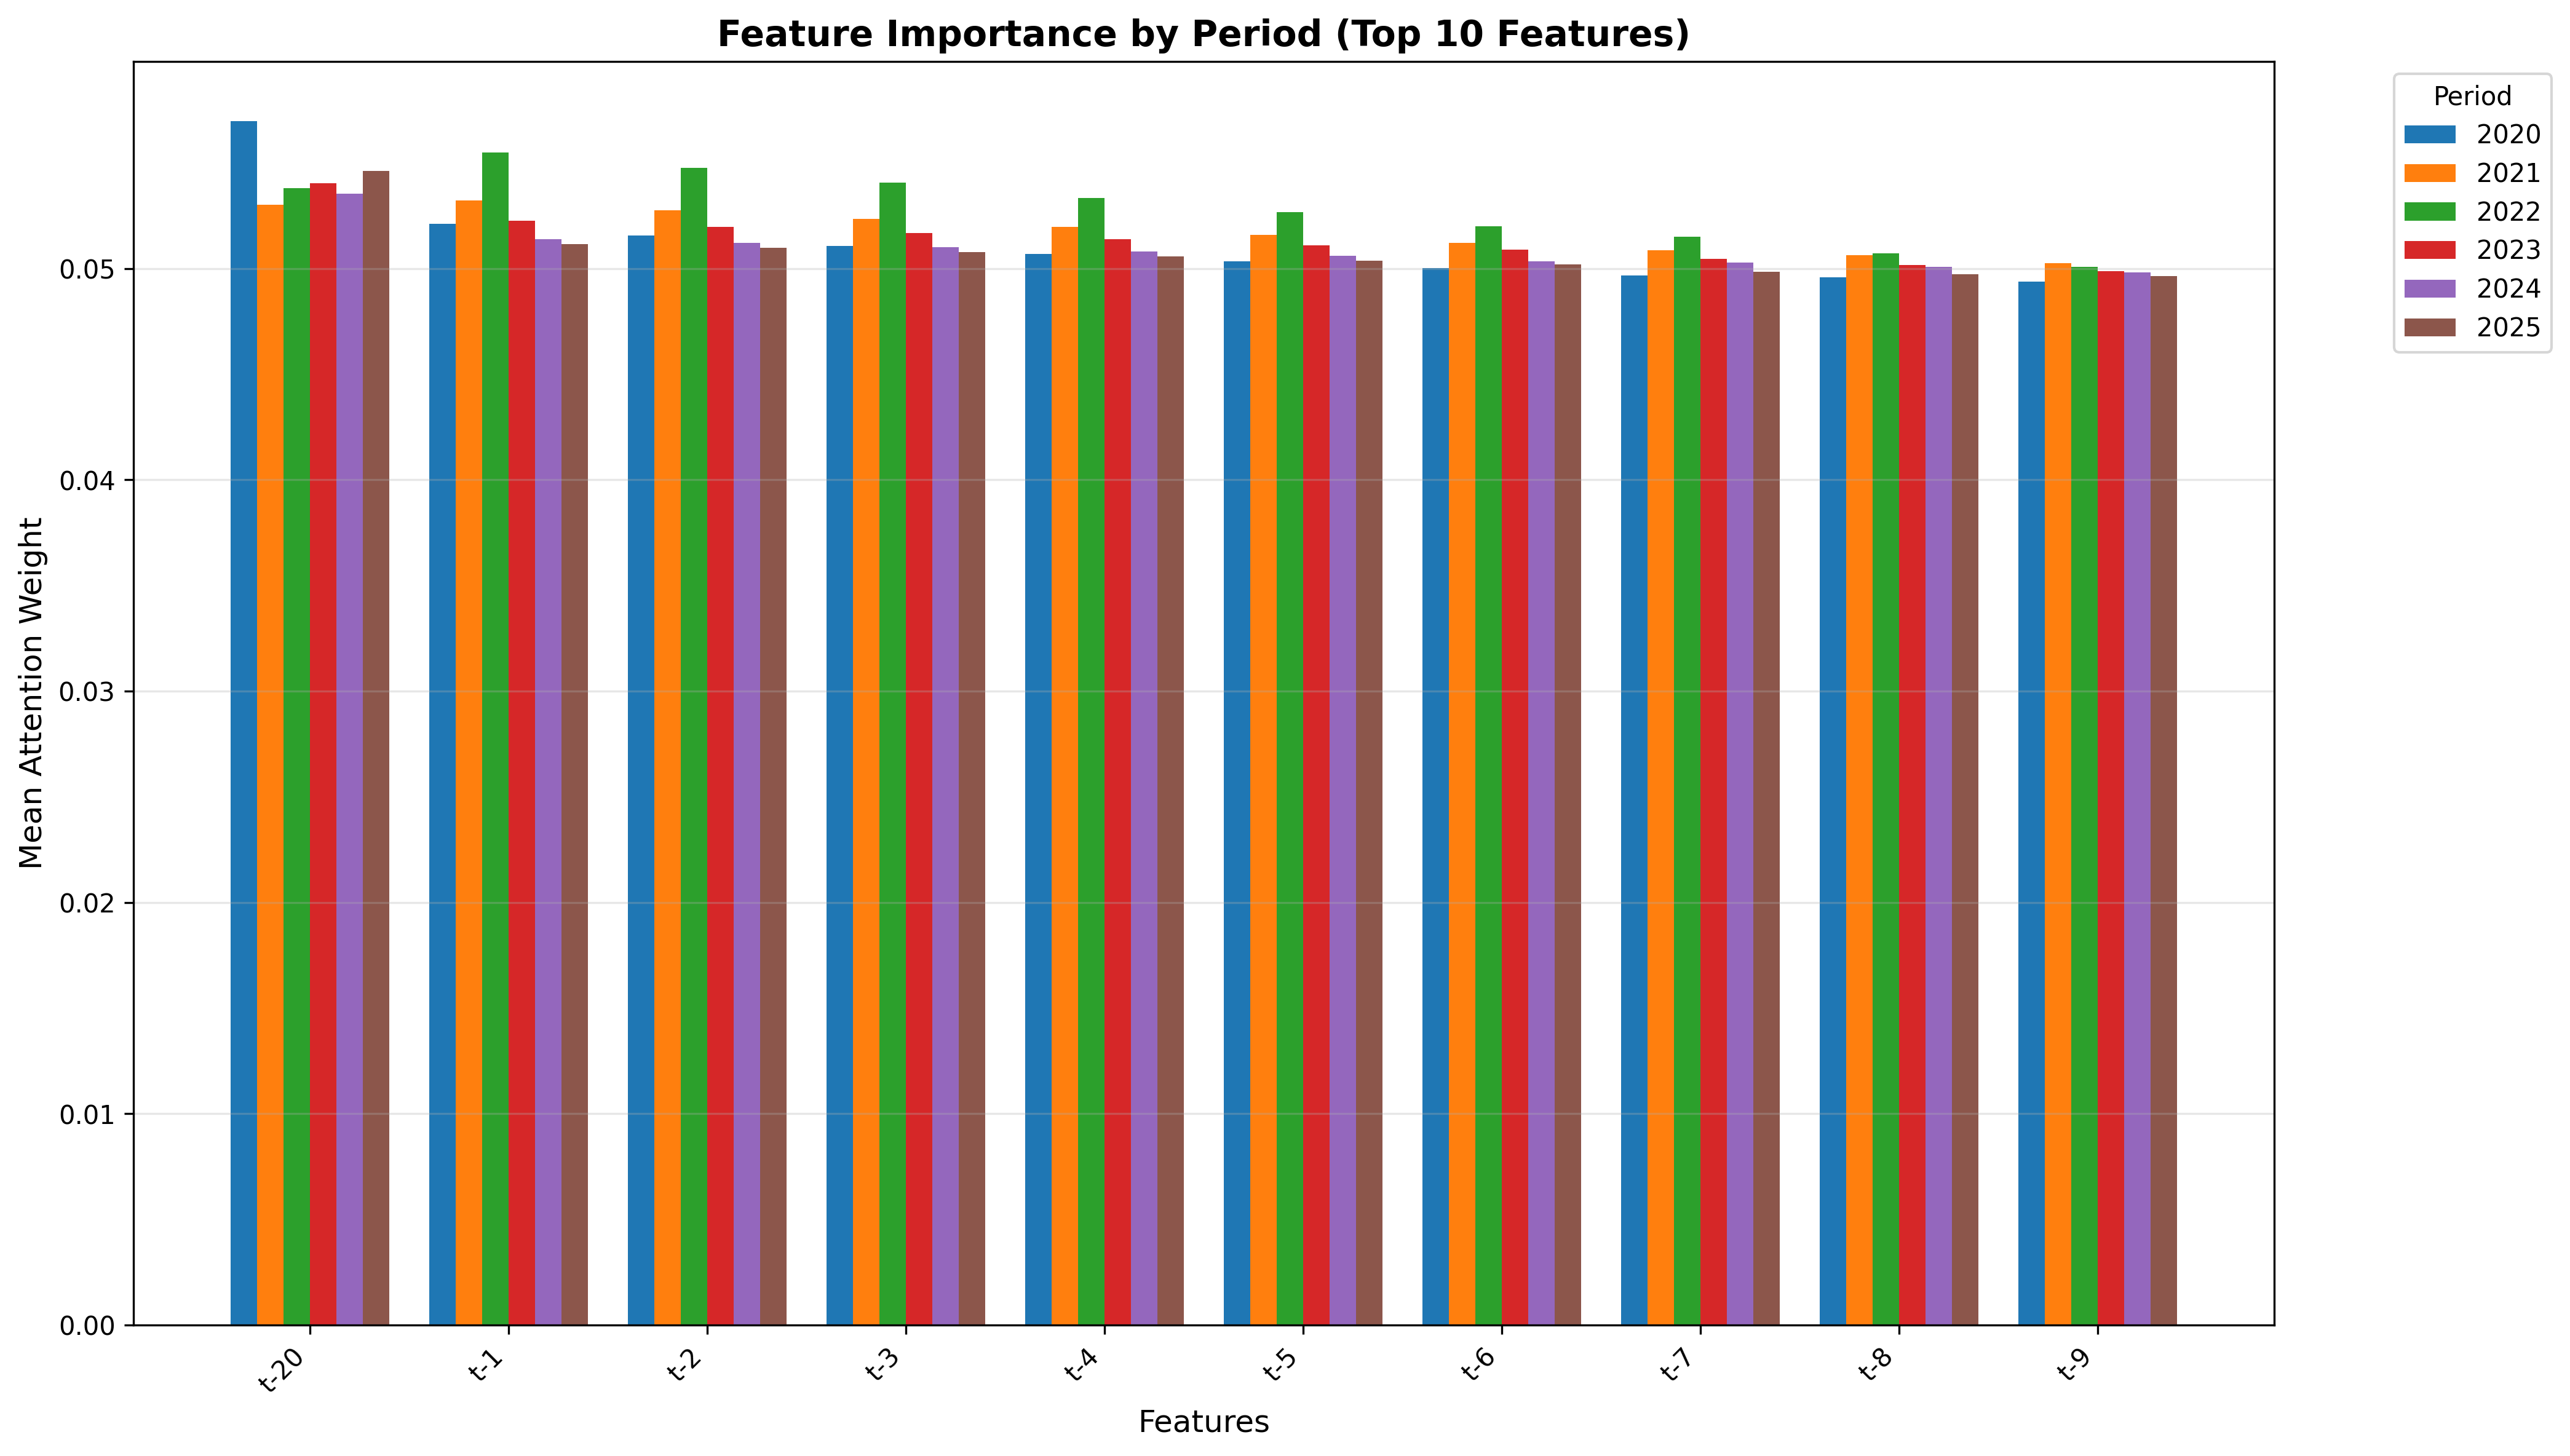 Feature Importance by Period (Top 10 Features)
Period
2020
2021
2022
2023
2024
2025
Mean Attention Weight
0.05
0.04
0.03
0.02
0.01
0.00
t-20
t-1
t-2
t-3
t-4
t-5
t-6
t-7
t-8
t-9
Features